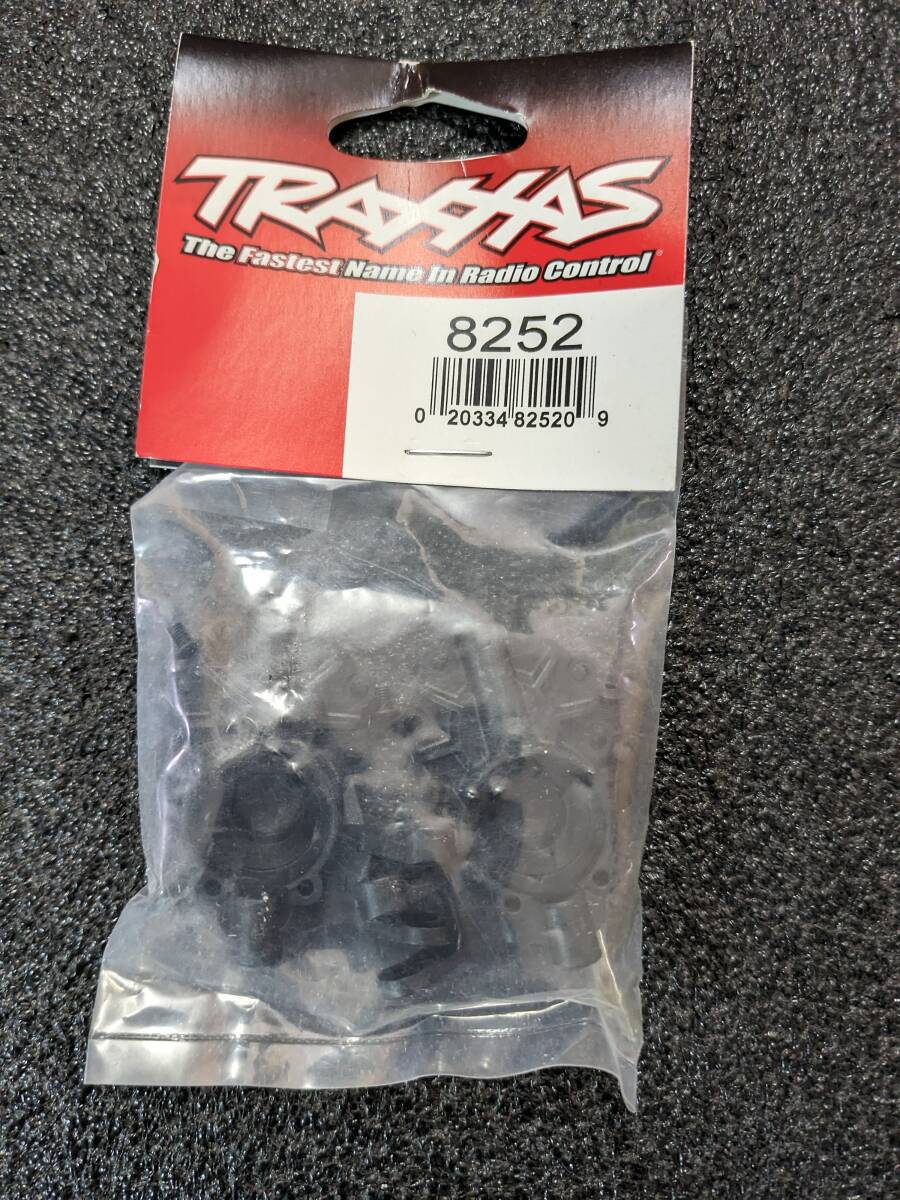 TRAXXAS
The Fastest Name In Radio Control®
8252
0 20334 82520 9